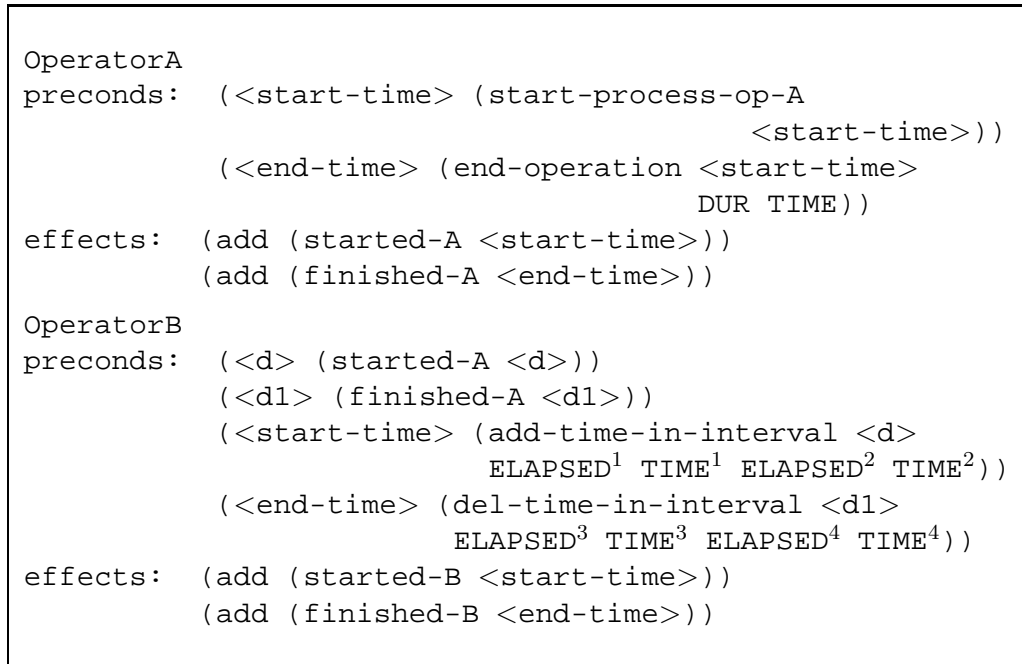 OperatorA
preconds: (<start-time> (start-process-op-A
<start-time>))
(<end-time> (end-operation <start-time>
DUR TIME))
effects: (add (started-A <start-time>))
(add (finished-A <end-time>))
OperatorB
preconds: (<d> (started-A <d>))
(<d1> (finished-A <d1>))
(<start-time> (add-time-in-interval <d>
ELAPSED¹ TIME¹ ELAPSED² TIME²))
(<end-time> (del-time-in-interval <d1>
ELAPSED³ TIME³ ELAPSED⁴ TIME⁴))
effects: (add (started-B <start-time>))
(add (finished-B <end-time>))